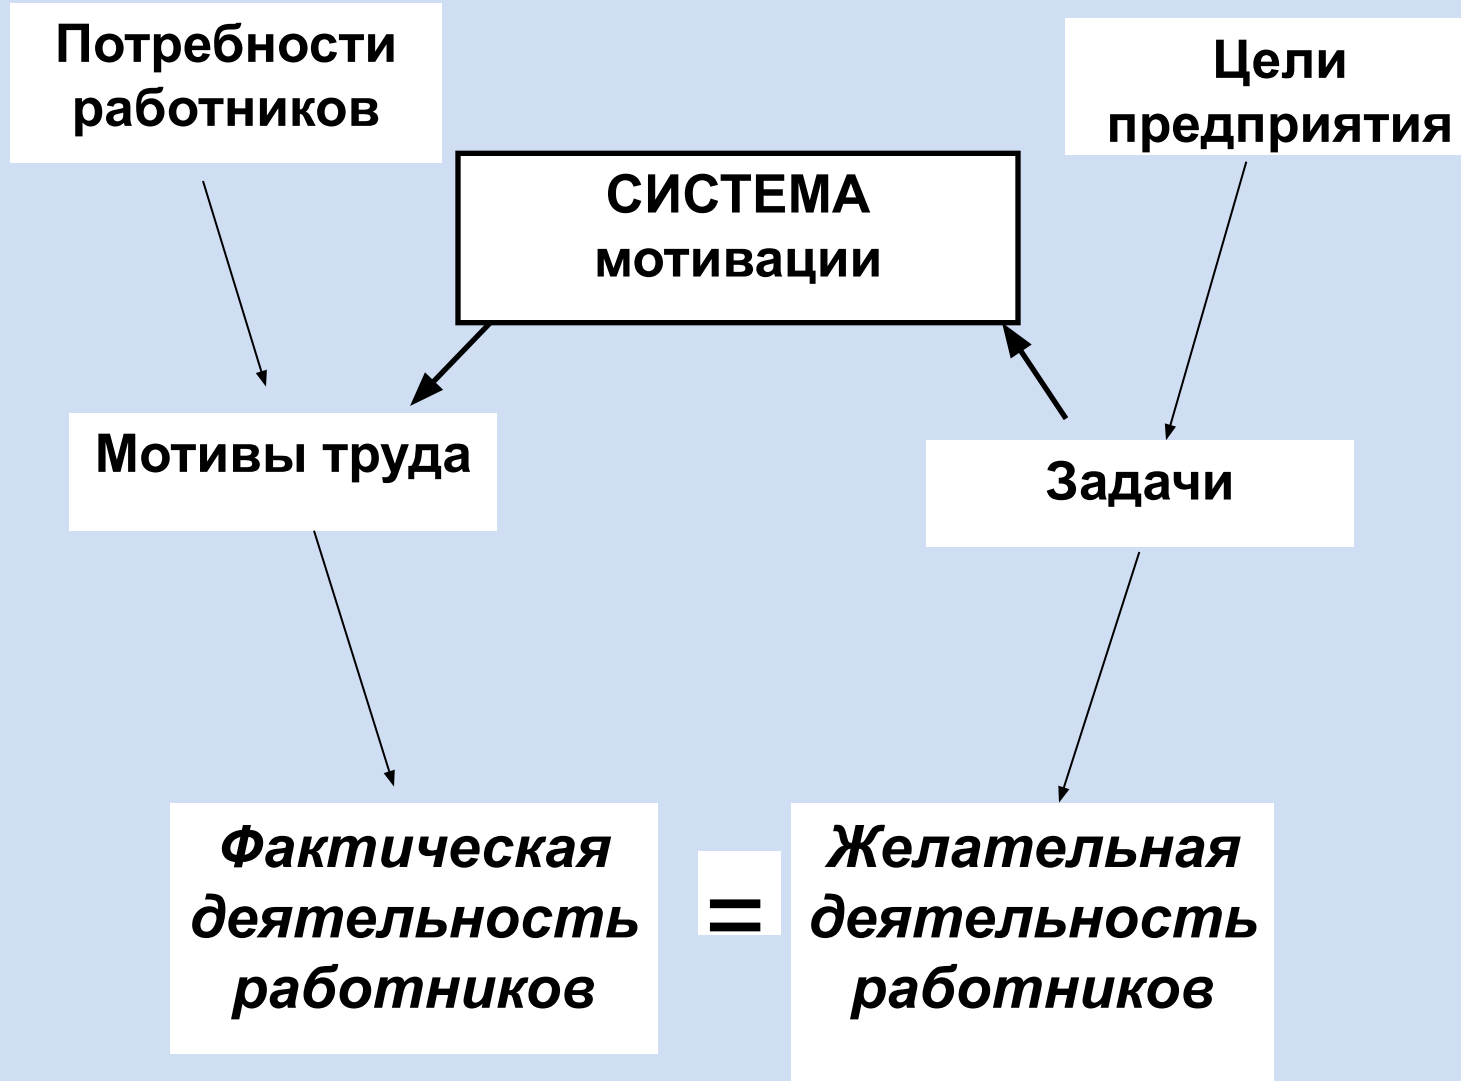 Потребности
работников
Цели
предприятия
СИСТЕМА
мотивации
Мотивы труда
Задачи
Фактическая
деятельность
работников
=
Желательная
деятельность
работников